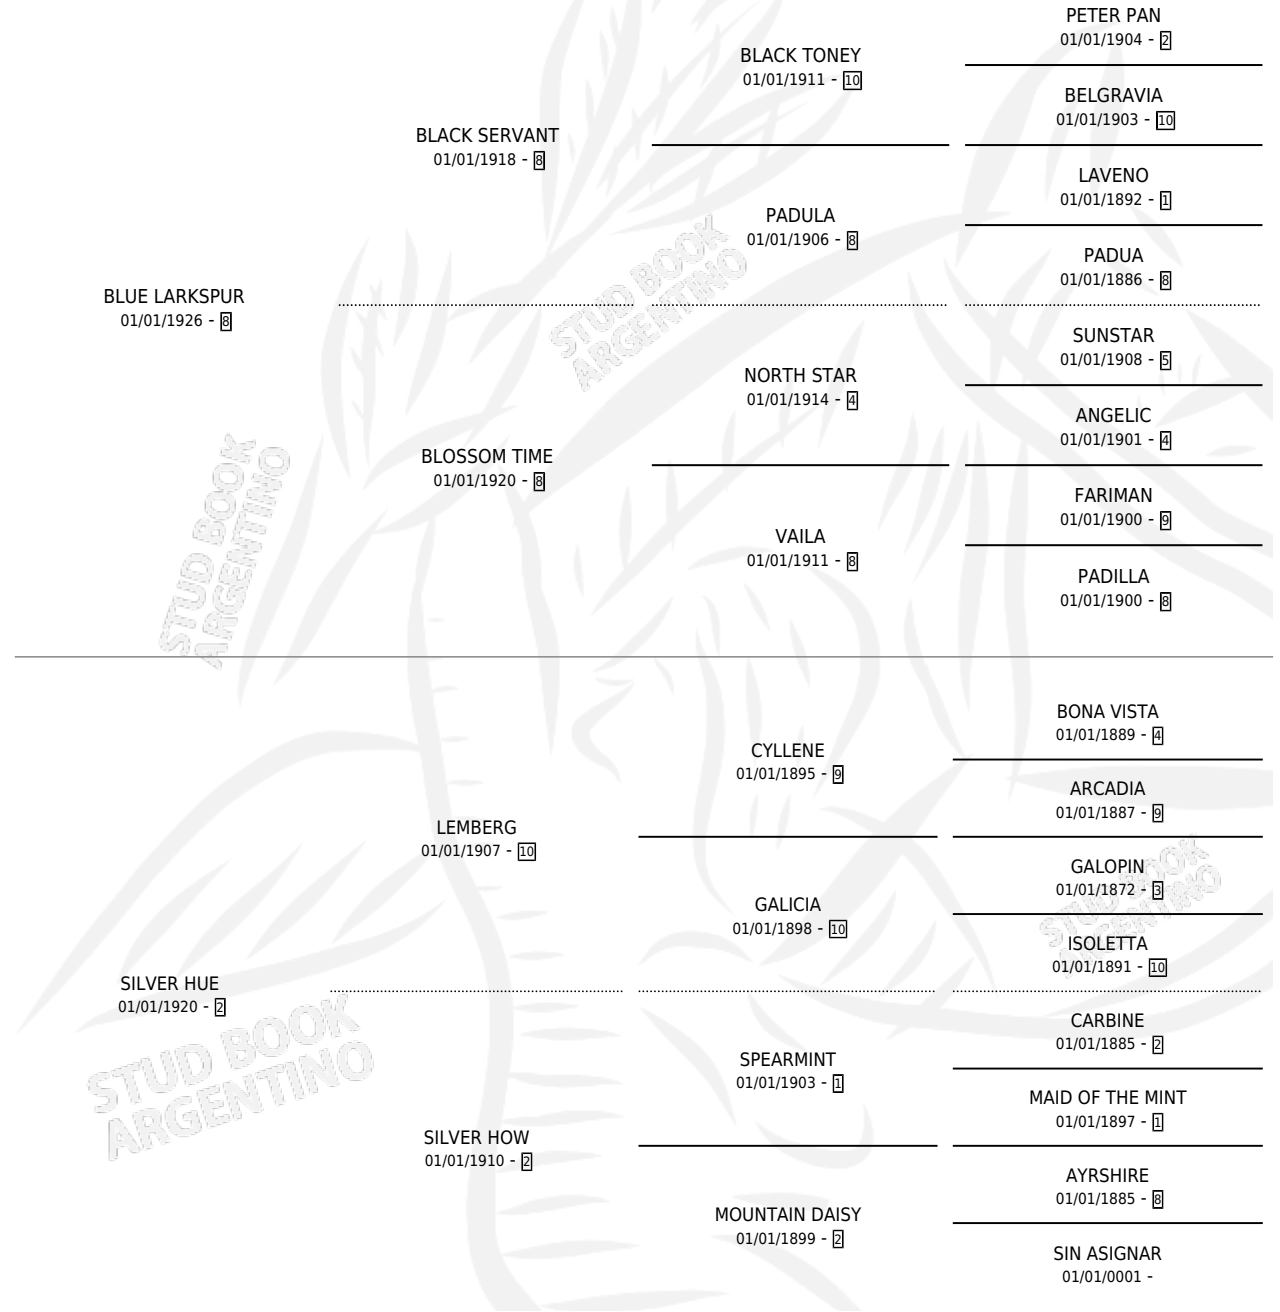 PETER PAN
01/01/1904 - 2
BLACK TONEY
01/01/1911 - 10
BELGRAVIA
01/01/1903 - 10
BLACK SERVANT
01/01/1918 - 8
LAVENO
01/01/1892 - 1
PADULA
01/01/1906 - 8
PADUA
01/01/1886 - 8
BLUE LARKSPUR
01/01/1926 - 8
STUD BOOK
ARGENTINO
SUNSTAR
01/01/1908 - 5
NORTH STAR
01/01/1914 - 4
ANGELIC
01/01/1901 - 4
BLOSSOM TIME
01/01/1920 - 8
STUD BOOK
ARGENTINO
FARIMAN
01/01/1900 - 9
VAILA
01/01/1911 - 8
PADILLA
01/01/1900 - 8
BONA VISTA
01/01/1889 - 4
CYLLENE
01/01/1895 - 9
ARCADIA
01/01/1887 - 9
LEMBERG
01/01/1907 - 10
GALOPIN
01/01/1872 - 3
STUD BOOK
ARGENTINO
GALICIA
01/01/1898 - 10
ISOLETTA
01/01/1891 - 10
SILVER HUE
01/01/1920 - 2
STUD BOOK
ARGENTINO
CARBINE
01/01/1885 - 2
SPEARMINT
01/01/1903 - 1
MAID OF THE MINT
01/01/1897 - 1
SILVER HOW
01/01/1910 - 2
AYRSHIRE
01/01/1885 - 8
MOUNTAIN DAISY
01/01/1899 - 2
SIN ASIGNAR
01/01/0001 -